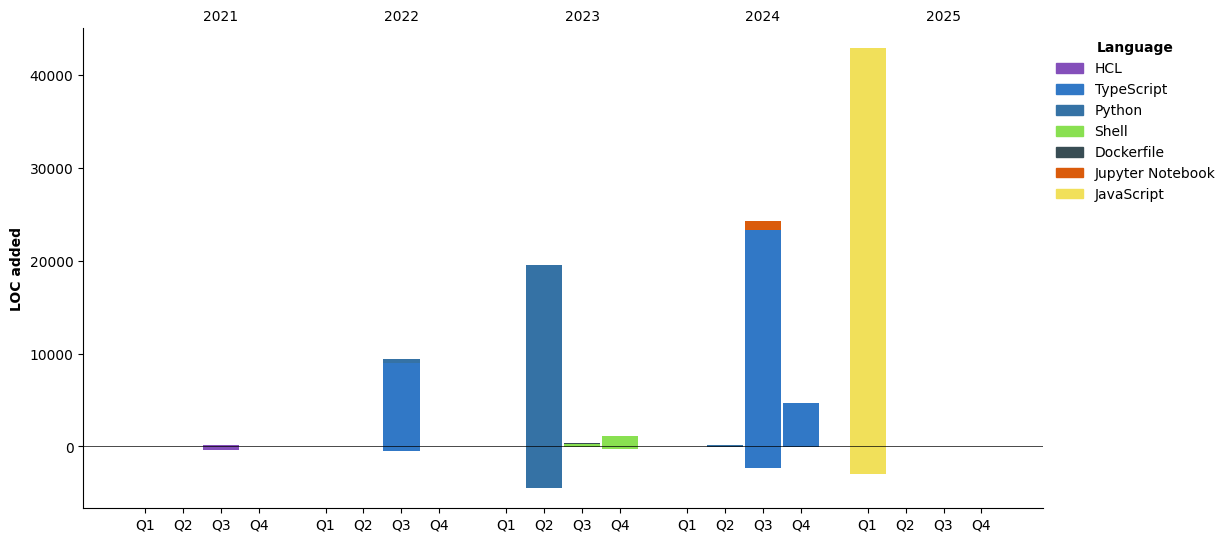 2021 2022 2023 2024 2025
Language
HCL
TypeScript
Python
Shell
Dockerfile
Jupyter Notebook
JavaScript
LOC added
40000
30000
20000
10000
0
Q1 Q2 Q3 Q4 Q1 Q2 Q3 Q4 Q1 Q2 Q3 Q4 Q1 Q2 Q3 Q4 Q1 Q2 Q3 Q4